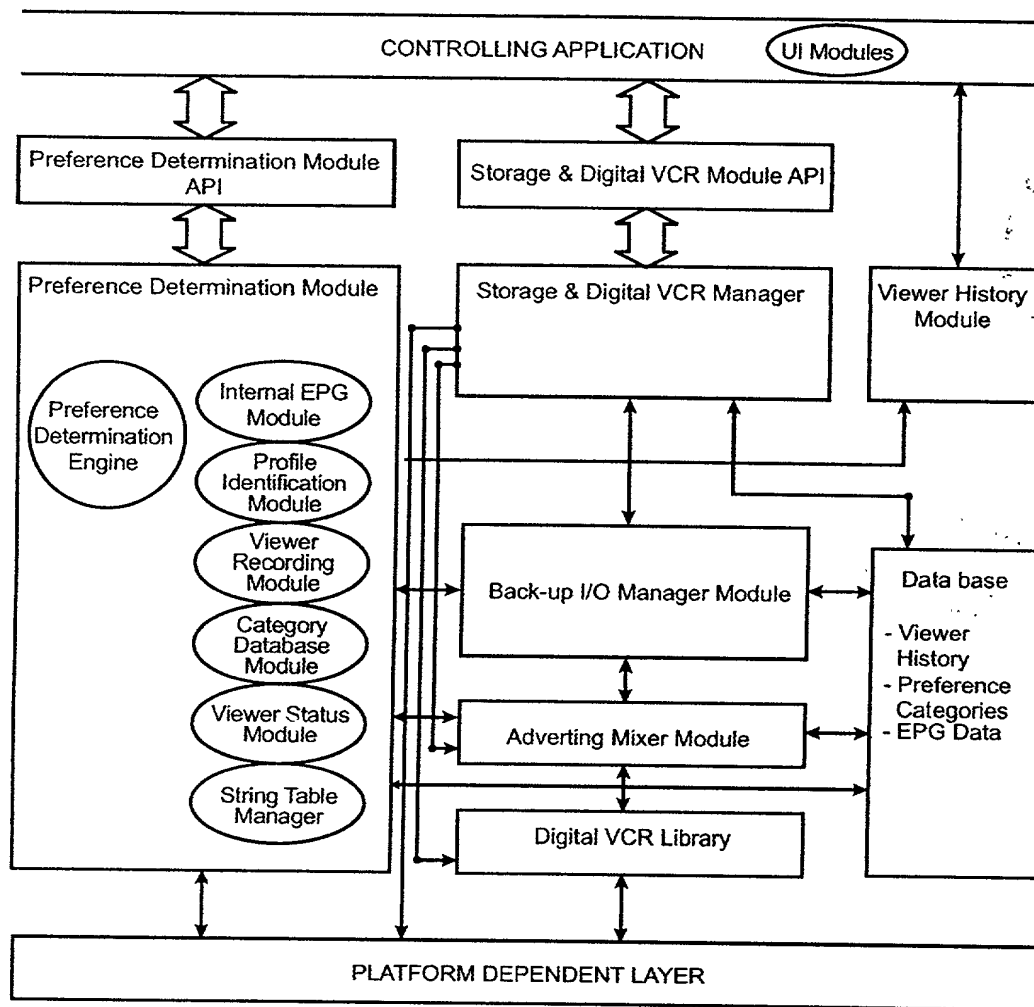 CONTROLLING APPLICATION
UI Modules
Preference Determination Module
API
Storage & Digital VCR Module API
Preference Determination Module
Storage & Digital VCR Manager
Viewer History
Module
Preference
Determination
Engine
Internal EPG
Module
Profile
Identification
Module
Viewer
Recording
Module
Category
Database
Module
Viewer Status
Module
String Table
Manager
Back-up I/O Manager Module
Adverting Mixer Module
Digital VCR Library
Data base
- Viewer
History
- Preference
Categories
- EPG Data
PLATFORM DEPENDENT LAYER